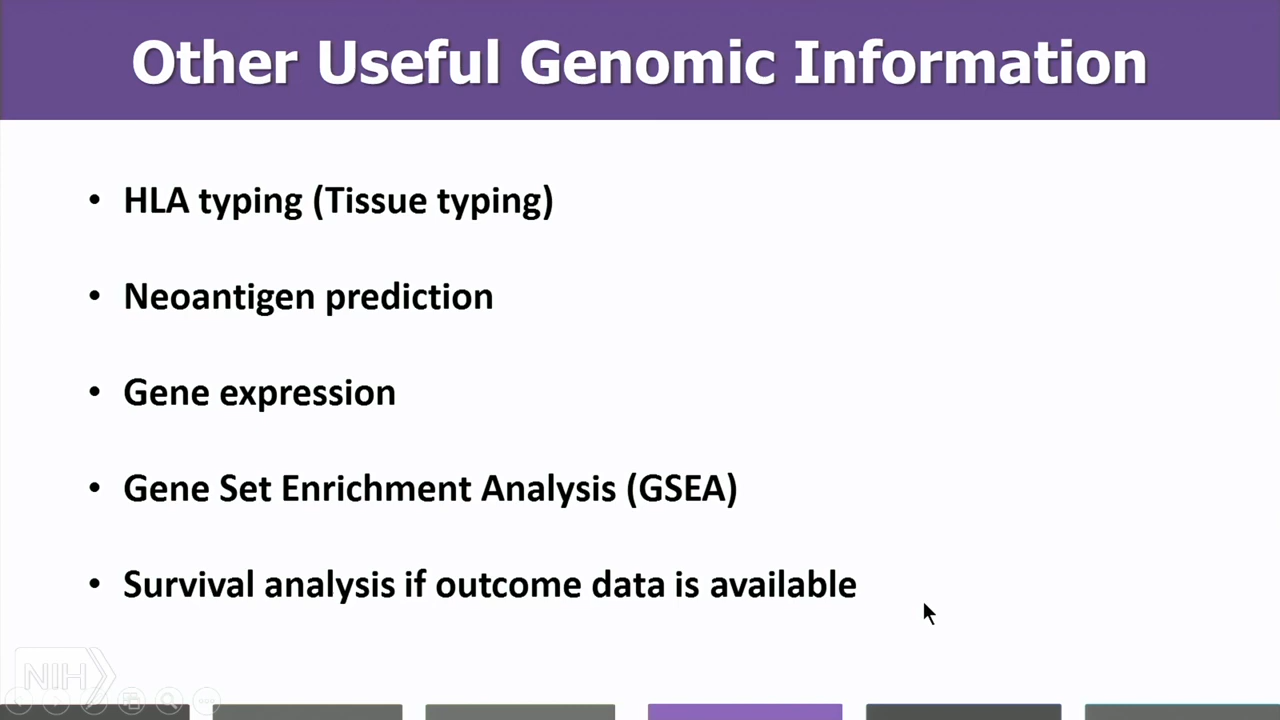 Other Useful Genomic Information
• HLA typing (Tissue typing)
• Neoantigen prediction
• Gene expression
• Gene Set Enrichment Analysis (GSEA)
• Survival analysis if outcome data is available
NIH